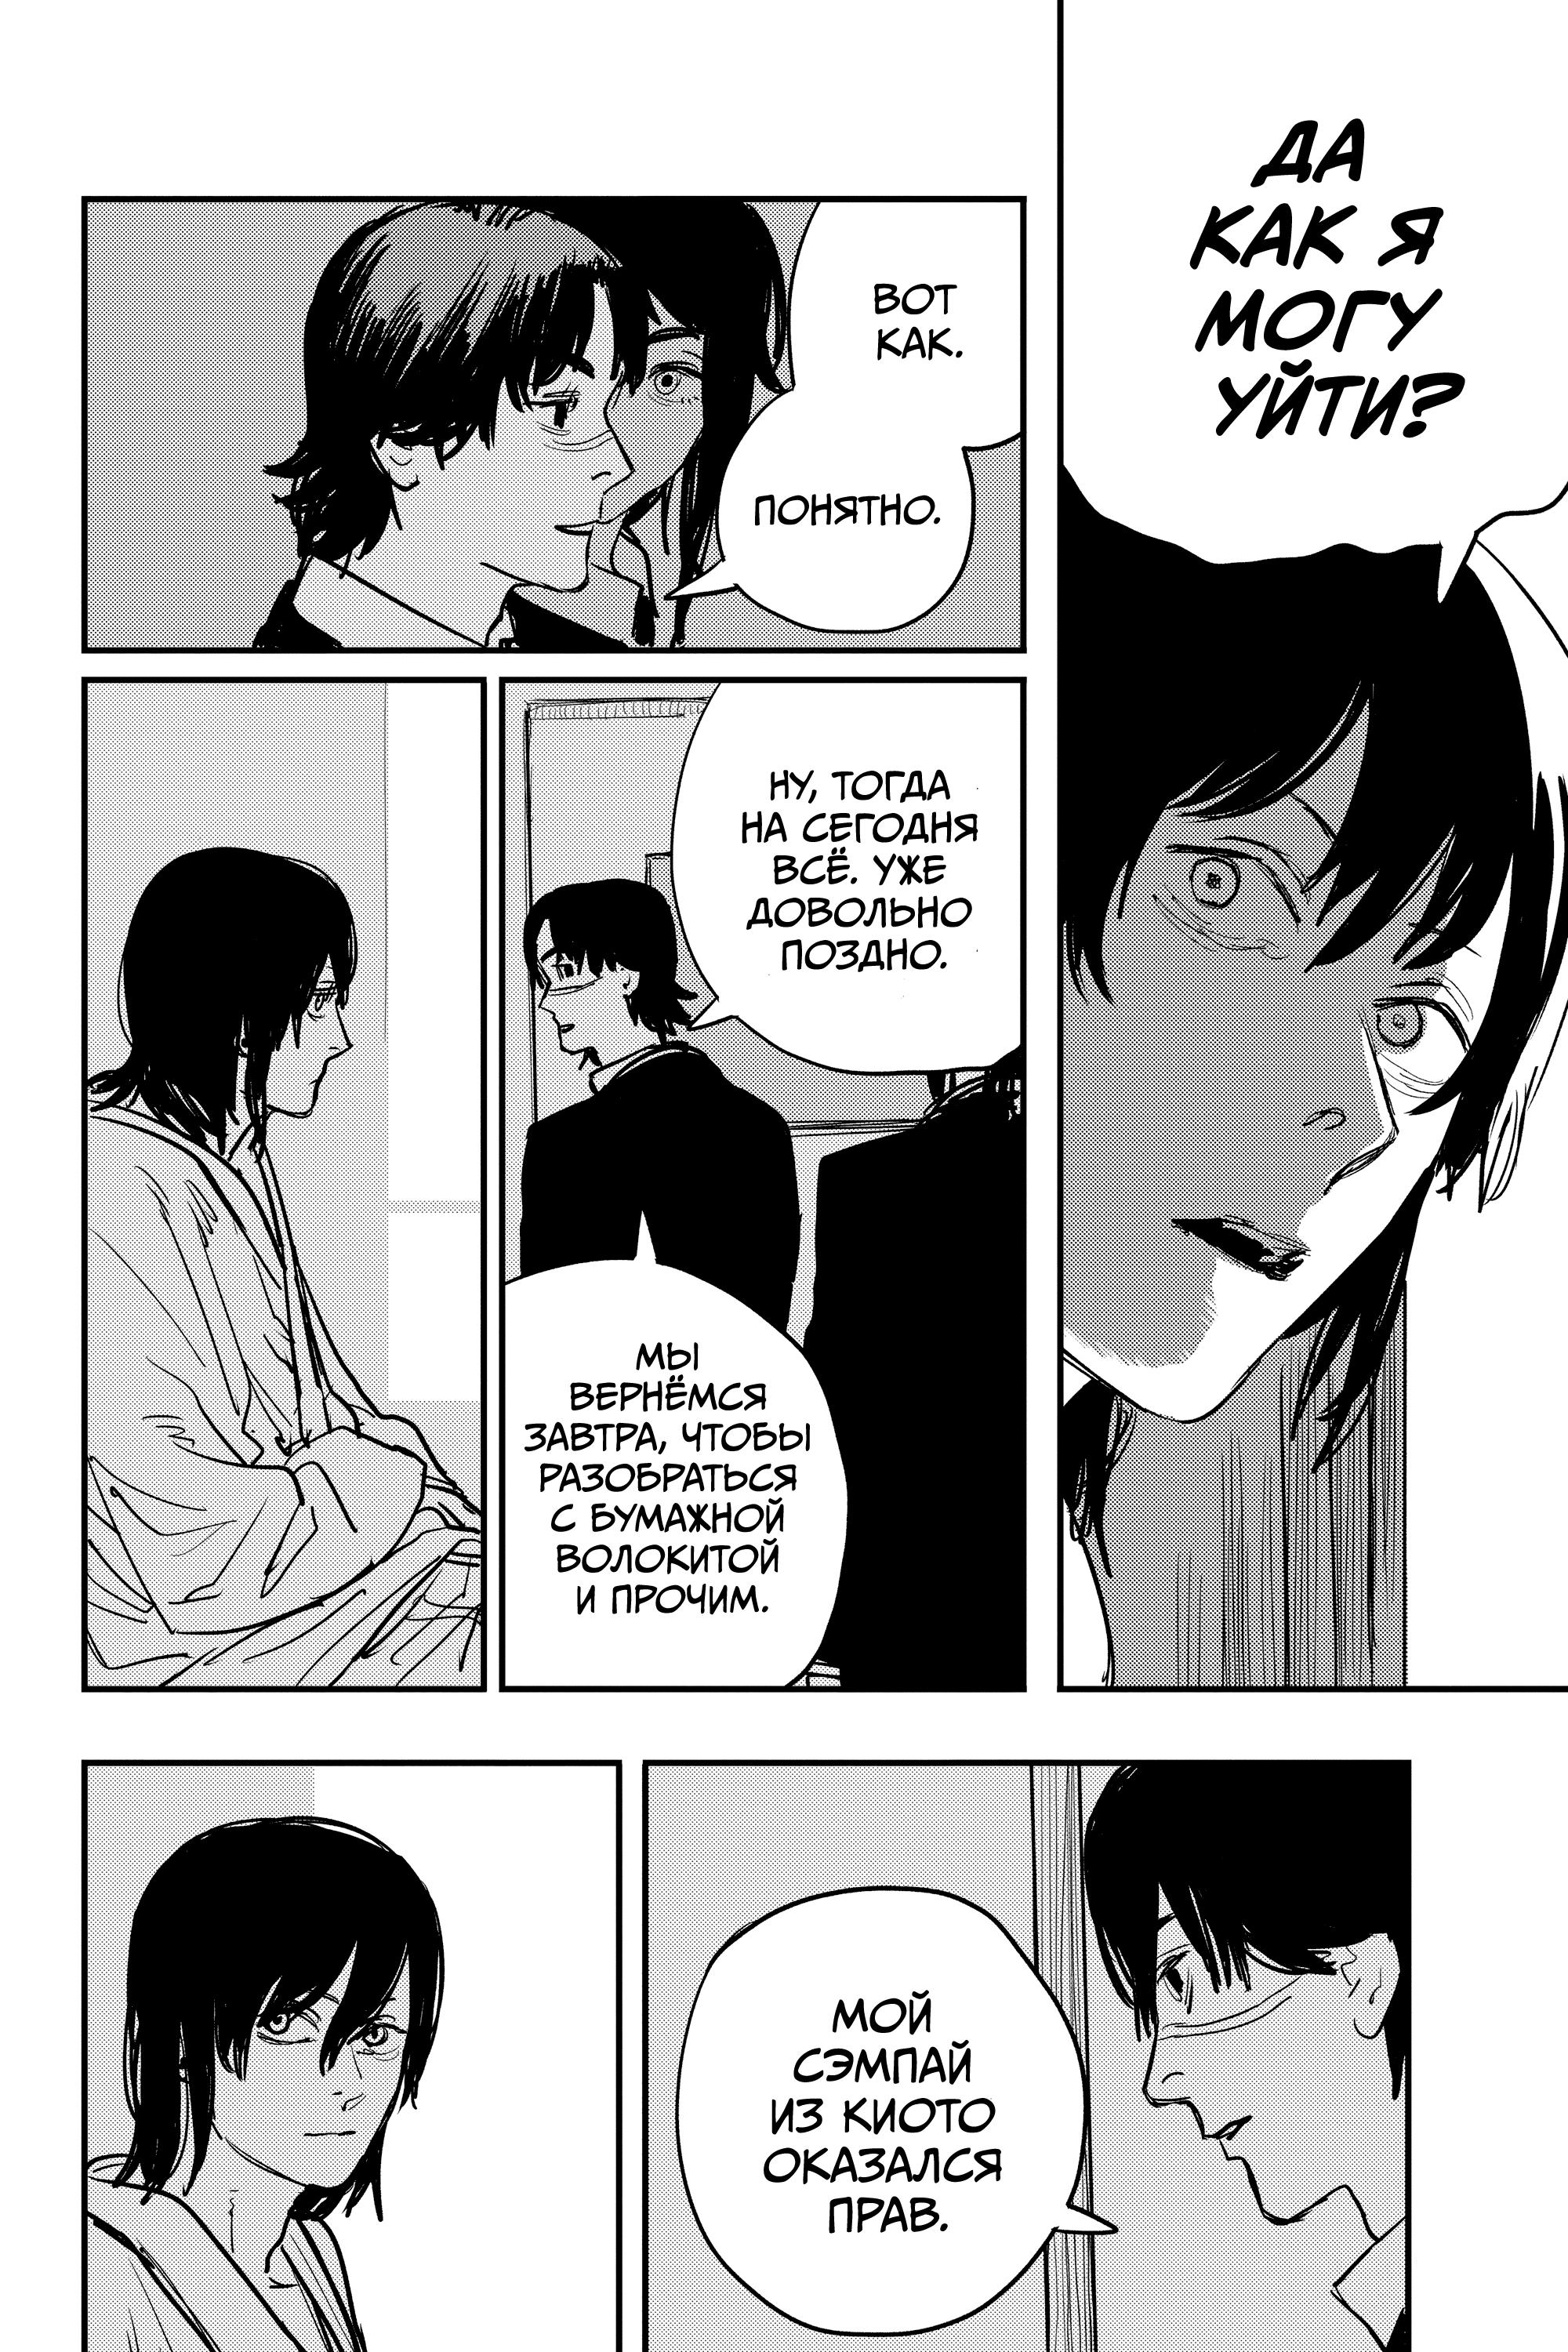 ДА
КАК Я
МОГУ
УЙТИ?
ВОТ
КАК.
ПОНЯТНО.
НУ, ТОГДА
НА СЕГОДНЯ
ВСЁ. УЖЕ
ДОВОЛЬНО
ПОЗДНО.
МЫ
ВЕРНЁМСЯ
ЗАВТРА, ЧТОБЫ
РАЗОБРАТЬСЯ
С БУМАЖНОЙ
ВОЛОКИТОЙ
И ПРОЧИМ.
МОЙ
СЭМПАЙ
ИЗ КИОТО
ОКАЗАЛСЯ
ПРАВ.